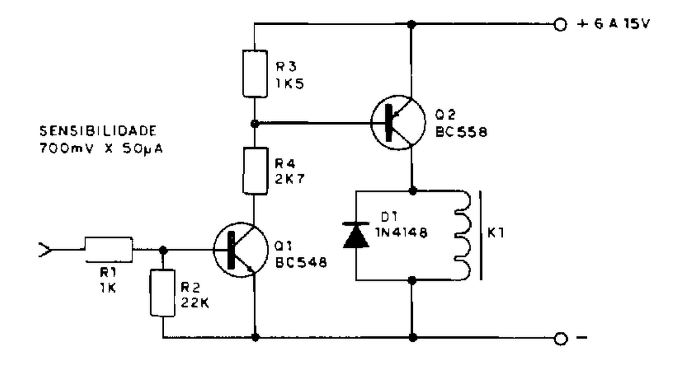 + 6 A 15V
R3
1K5
Q2
BC558
SENSIBILIDADE
700mV X 50µA
R4
2K7
D1
1N4148
K1
Q1
BC548
R1
1K
R2
22K
-